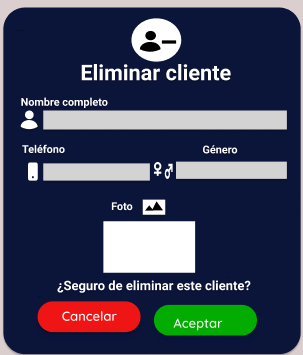 Eliminar cliente
Nombre completo
Teléfono
Género
Foto
¿Seguro de eliminar este cliente?
Cancelar
Aceptar